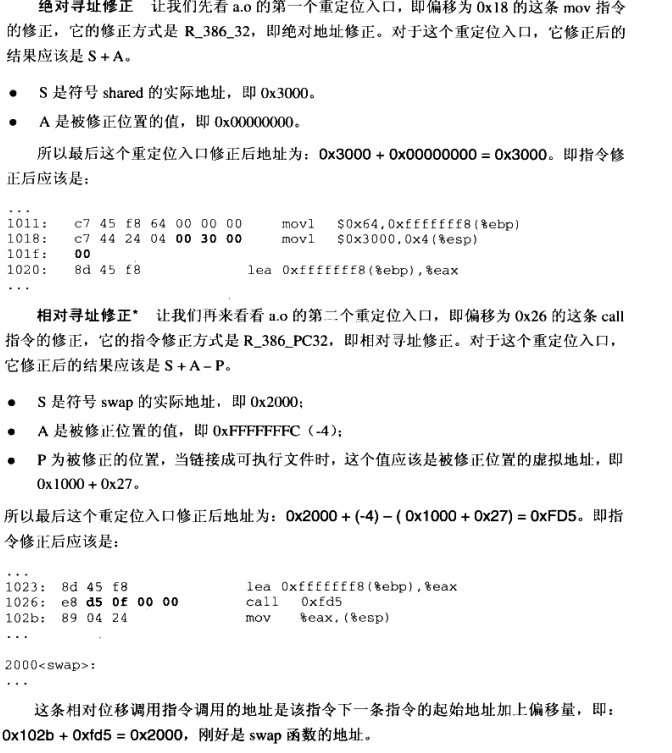 绝对寻址修正 让我们先看 a.o 的第一个重定位入口，即偏移为 0x18 的这条 mov 指令
的修正，它的修正方式是 R_386_32，即绝对地址修正。对于这个重定位入口，它修正后的
结果应该是 S + A。
● S 是符号 shared 的实际地址，即 0x3000。
● A 是被修正位置的值，即 0x00000000。
所以最后这个重定位入口修正后地址为：0x3000 + 0x00000000 = 0x3000。即指令修
正后应该是：
...
1011: c7 45 f8 64 00 00 00 movl $0x64,0xfffffff8(%ebp)
1018: c7 44 24 04 00 30 00 movl $0x3000,0x4(%esp)
101f: 00
1020: 8d 45 f8 lea 0xfffffff8(%ebp),%eax
...
相对寻址修正* 让我们再来看看 a.o 的第二个重定位入口，即偏移为 0x26 的这条 call
指令的修正，它的指令修正方式是 R_386_PC32，即相对寻址修正。对于这个重定位入口，
它修正后的结果应该是 S + A – P。
● S 是符号 swap 的实际地址，即 0x2000；
● A 是被修正位置的值，即 0xFFFFFFFC（-4）；
● P 为被修正的位置，当链接成可执行文件时，这个值应该是被修正位置的虚拟地址，即
0x1000 + 0x27。
所以最后这个重定位入口修正后地址为：0x2000 + (-4) – ( 0x1000 + 0x27) = 0xFD5。即指
令修正后应该是：
...
1023: 8d 45 f8 lea 0xfffffff8(%ebp),%eax
1026: e8 d5 0f 00 00 call 0xfd5
102b: 89 04 24 mov %eax,(%esp)
...
2000<swap>:
...
这条相对位移调用指令调用的地址是该指令下一条指令的起始地址加上偏移量，即：
0x102b + 0xfd5 = 0x2000，刚好是 swap 函数的地址。